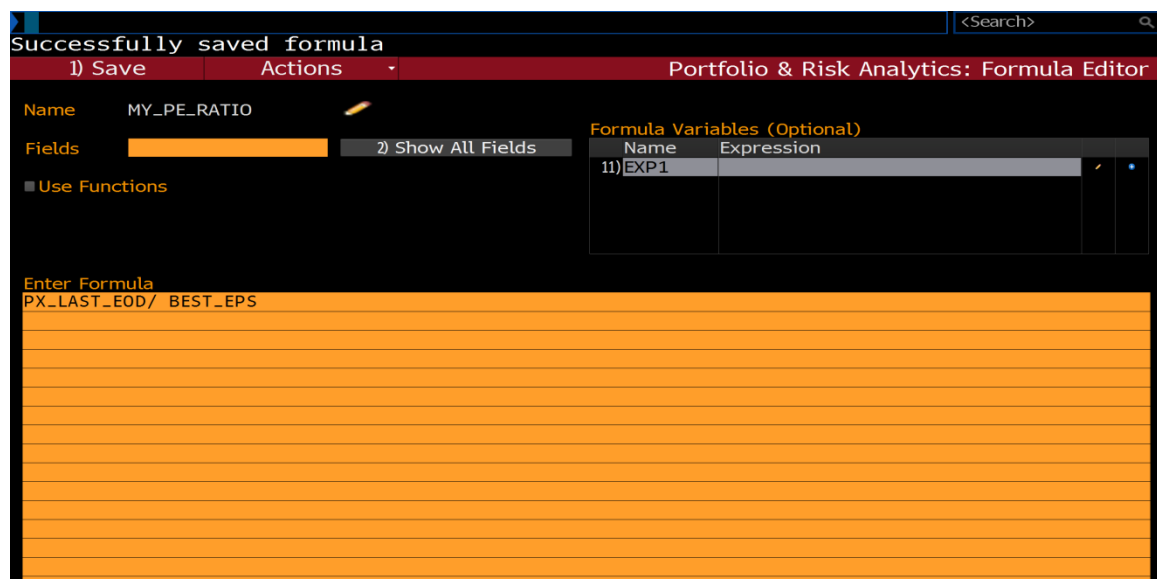 <Search>
Successfully saved formula
1) Save Actions Portfolio & Risk Analytics: Formula Editor
Name MY_PE_RATIO
Formula Variables (Optional)
Fields 2) Show All Fields
Name Expression
11) EXP1
Use Functions
Enter Formula
PX_LAST_EOD/ BEST_EPS